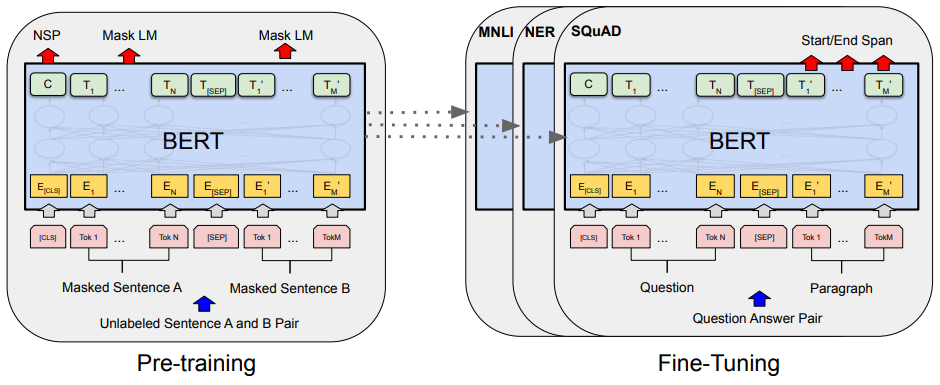 NSP Mask LM Mask LM
C T1 ... TN T[SEP] T1' ... TM'
BERT
E[CLS] E1 ... EN E[SEP] E1' ... EM'
[CLS] Tok 1 ... Tok N [SEP] Tok 1 ... TokM
Masked Sentence A Masked Sentence B
Unlabeled Sentence A and B Pair
Pre-training
MNLI NER SQuAD
Start/End Span
C T1 ... TN T[SEP] T1' ... TM'
BERT
E[CLS] E1 ... EN E[SEP] E1' ... EM'
[CLS] Tok 1 ... Tok N [SEP] Tok 1 ... TokM
Question Paragraph
Question Answer Pair
Fine-Tuning